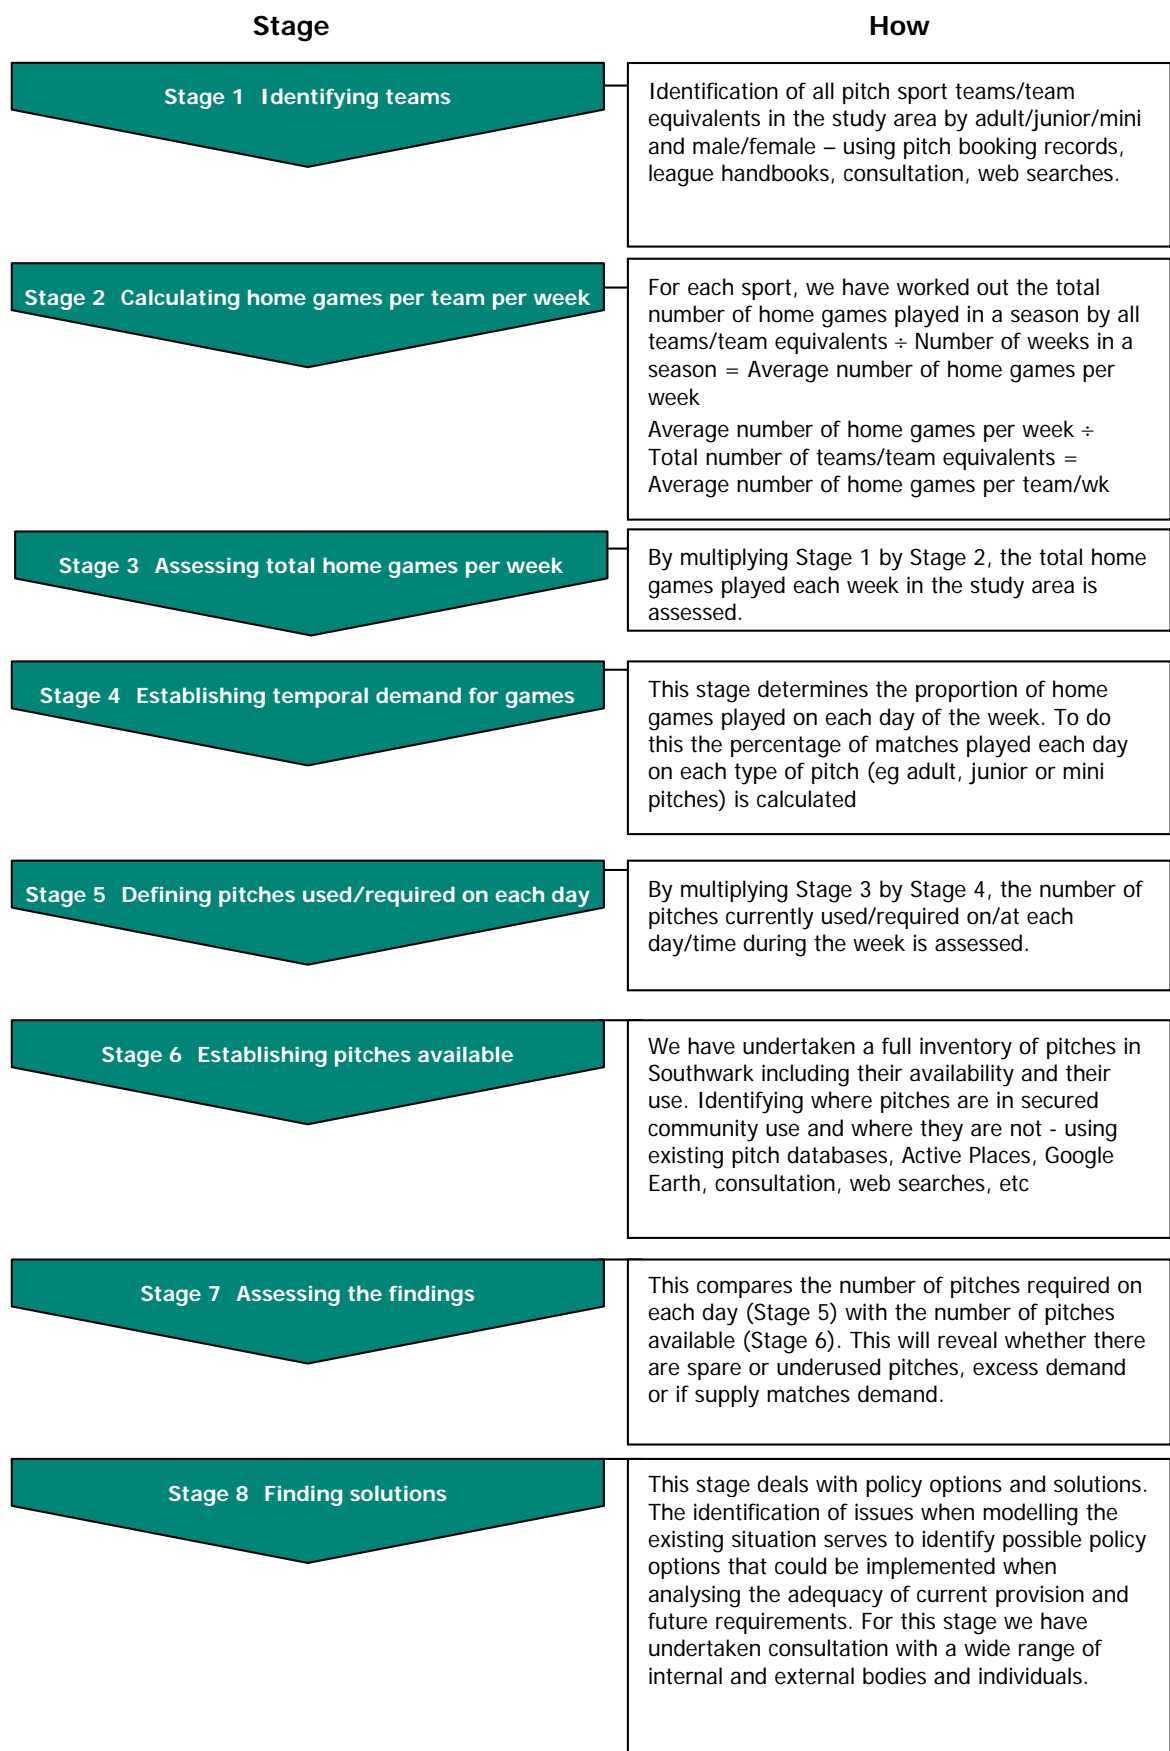 Stage
How
Stage 1 Identifying teams
Identification of all pitch sport teams/team
equivalents in the study area by adult/junior/mini
and male/female – using pitch booking records,
league handbooks, consultation, web searches.
Stage 2 Calculating home games per team per week
For each sport, we have worked out the total
number of home games played in a season by all
teams/team equivalents ÷ Number of weeks in a
season = Average number of home games per
week
Average number of home games per week ÷
Total number of teams/team equivalents =
Average number of home games per team/wk
Stage 3 Assessing total home games per week
By multiplying Stage 1 by Stage 2, the total home
games played each week in the study area is
assessed.
Stage 4 Establishing temporal demand for games
This stage determines the proportion of home
games played on each day of the week. To do
this the percentage of matches played each day
on each type of pitch (eg adult, junior or mini
pitches) is calculated
Stage 5 Defining pitches used/required on each day
By multiplying Stage 3 by Stage 4, the number of
pitches currently used/required on/at each
day/time during the week is assessed.
Stage 6 Establishing pitches available
We have undertaken a full inventory of pitches in
Southwark including their availability and their
use. Identifying where pitches are in secured
community use and where they are not - using
existing pitch databases, Active Places, Google
Earth, consultation, web searches, etc
Stage 7 Assessing the findings
This compares the number of pitches required on
each day (Stage 5) with the number of pitches
available (Stage 6). This will reveal whether there
are spare or underused pitches, excess demand
or if supply matches demand.
Stage 8 Finding solutions
This stage deals with policy options and solutions.
The identification of issues when modelling the
existing situation serves to identify possible policy
options that could be implemented when
analysing the adequacy of current provision and
future requirements. For this stage we have
undertaken consultation with a wide range of
internal and external bodies and individuals.